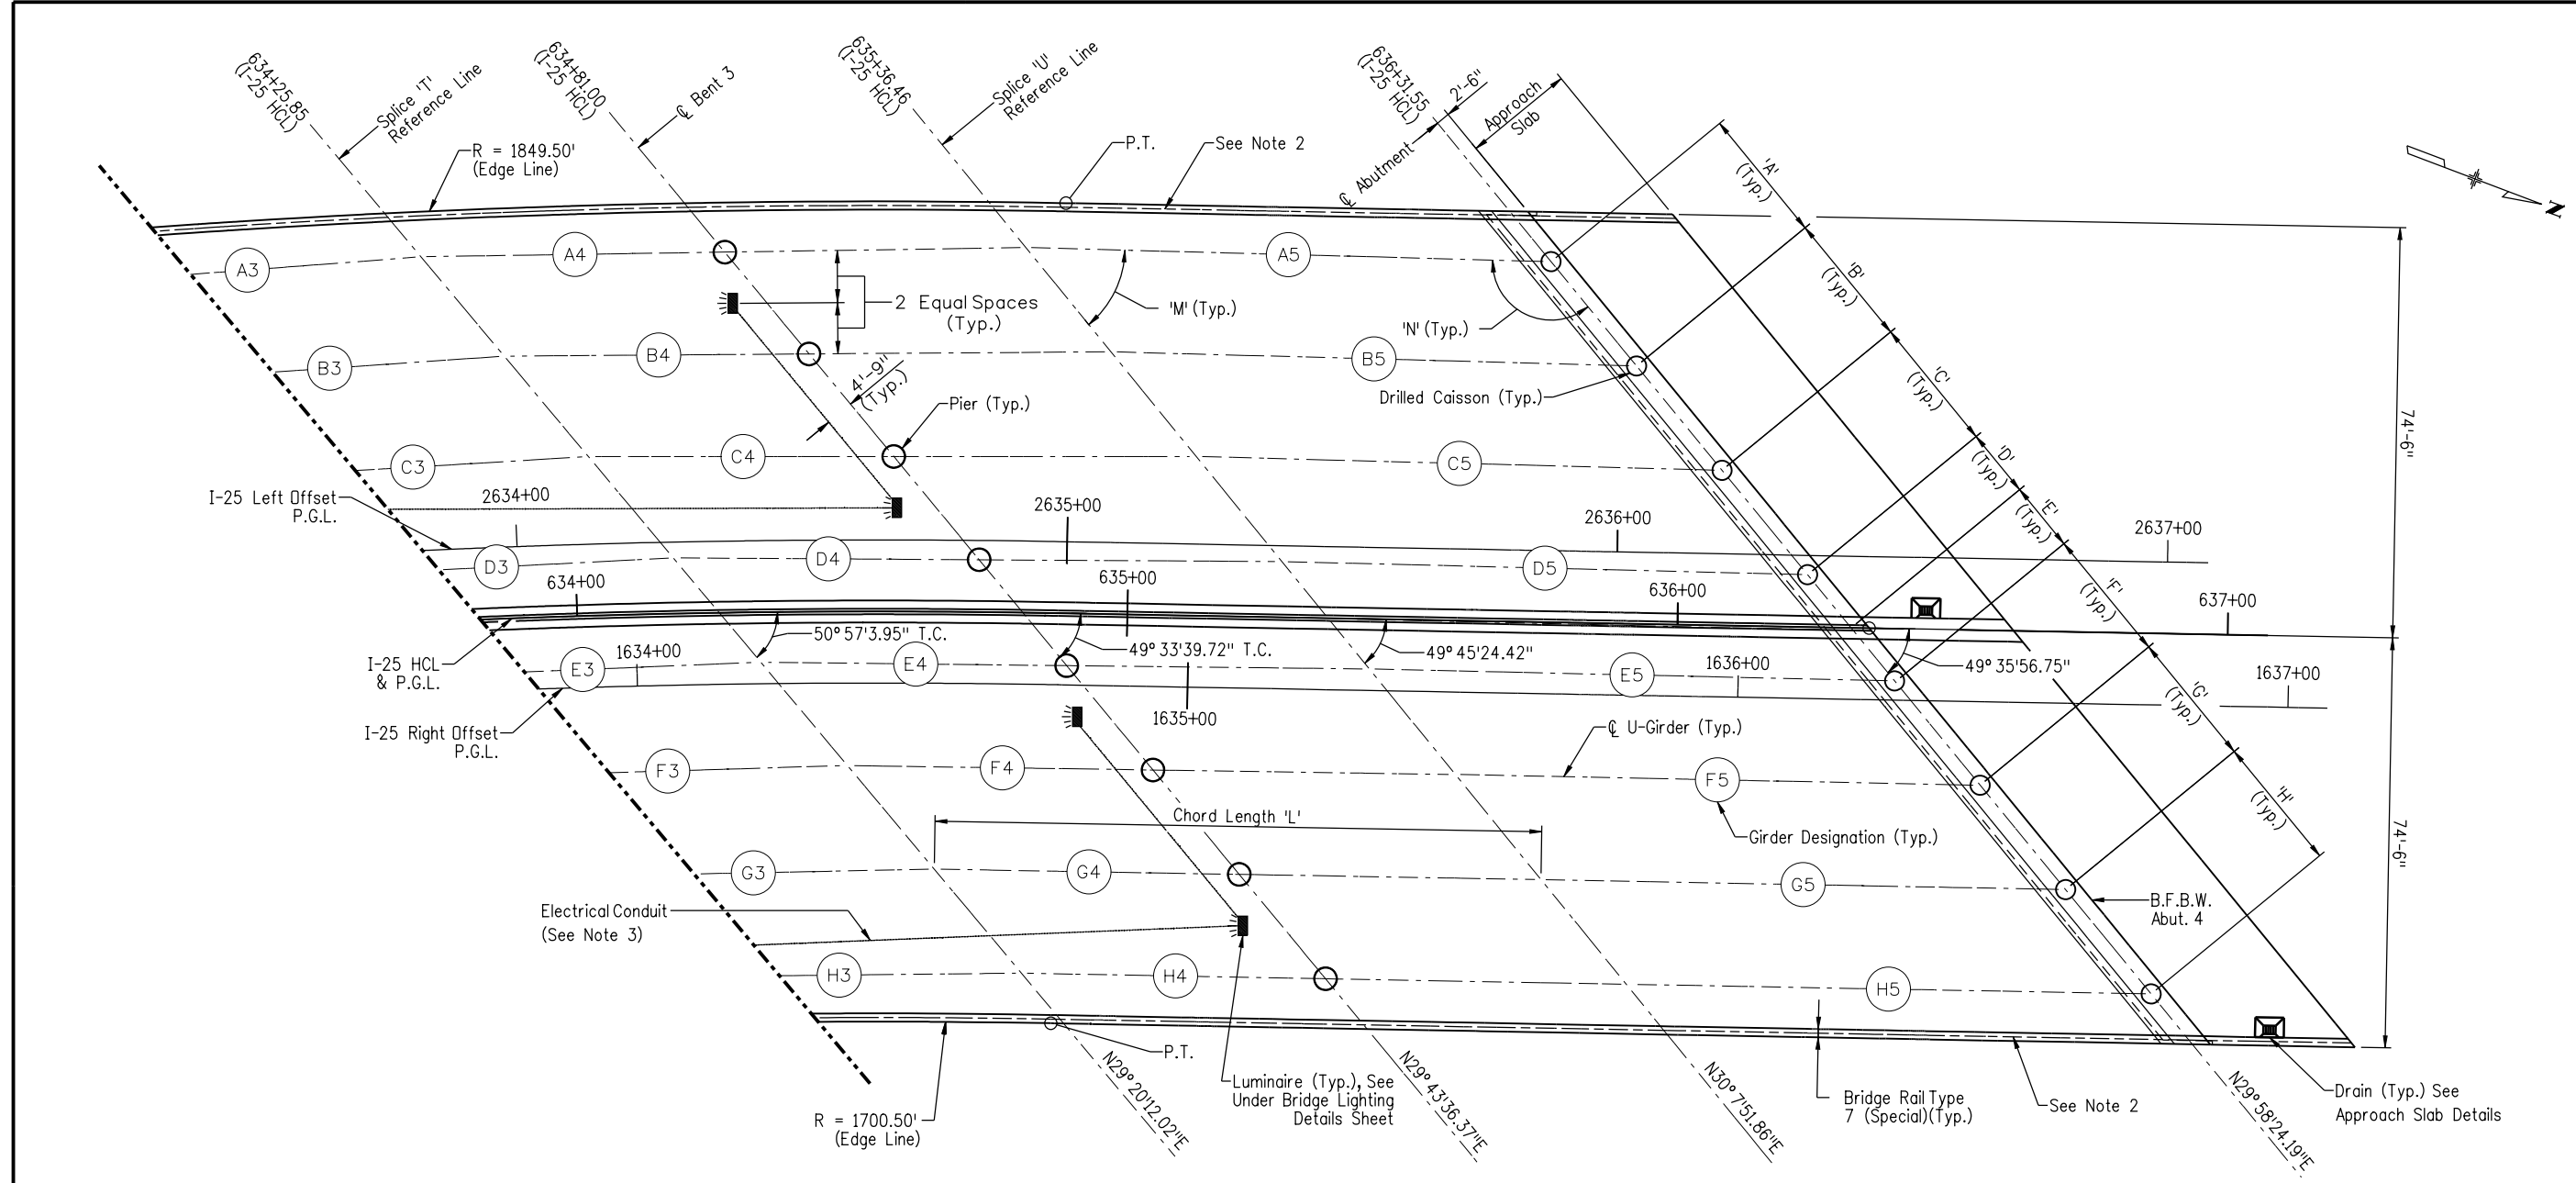 634+25.85
(I-25 HCL)
Splice 'T'
Reference Line
634+81.00
(I-25 HCL)
℄ Bent 3
635+36.46
(I-25 HCL)
Splice 'U'
Reference Line
636+31.55
(I-25 HCL)
2'-6"
Approach
Slab
℄ Abutment
R = 1849.50'
(Edge Line)
P.T.
See Note 2
'A'
(Typ.)
'B'
(Typ.)
'C'
(Typ.)
'D'
(Typ.)
'E'
(Typ.)
'F'
(Typ.)
'G'
(Typ.)
'H'
(Typ.)
N
A3
A4
A5
2 Equal Spaces
(Typ.)
'M' (Typ.)
'N' (Typ.)
B3
B4
B5
4'-9"
(Typ.)
Pier (Typ.)
Drilled Caisson (Typ.)
74'-6"
C3
C4
C5
I-25 Left Offset
P.G.L.
2634+00
2635+00
2636+00
2637+00
D3
D4
D5
634+00
635+00
636+00
637+00
50°57'3.95" T.C.
49°33'39.72" T.C.
49°45'24.42"
49°35'56.75"
I-25 HCL
& P.G.L.
E3
1634+00
E4
E5
1636+00
1637+00
1635+00
I-25 Right Offset
P.G.L.
℄ U-Girder (Typ.)
F3
F4
F5
Chord Length 'L'
Girder Designation (Typ.)
74'-6"
G3
G4
G5
B.F.B.W.
Abut. 4
Electrical Conduit
(See Note 3)
H3
H4
H5
P.T.
R = 1700.50'
(Edge Line)
N29°20'12.02"E
Luminaire (Typ.), See
Under Bridge Lighting
Details Sheet
N29°43'36.37"E
N30°7'51.86"E
Bridge Rail Type
7 (Special)(Typ.)
See Note 2
N29°58'24.19"E
Drain (Typ.) See
Approach Slab Details